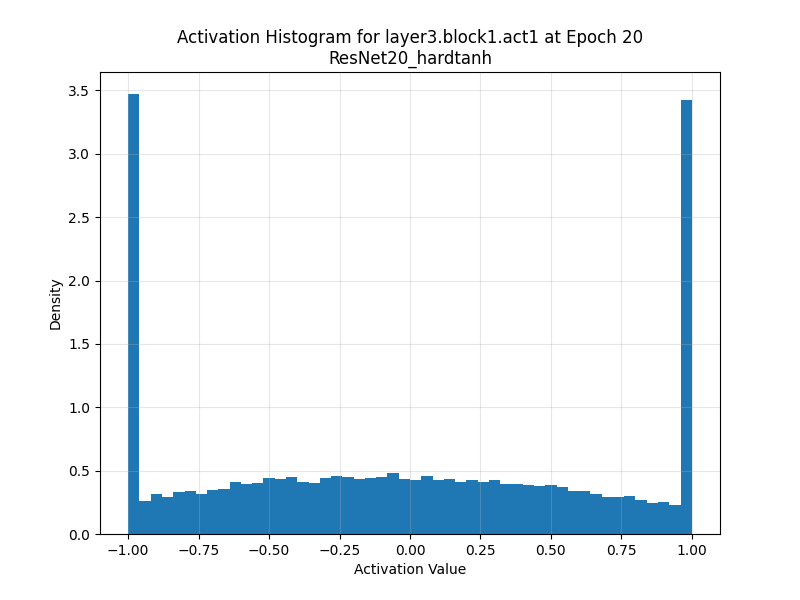 Activation Histogram for layer3.block1.act1 at Epoch 20
ResNet20_hardtanh
3.5
3.0
2.5
2.0
1.5
1.0
0.5
0.0
Density
−1.00 −0.75 −0.50 −0.25 0.00 0.25 0.50 0.75 1.00
Activation Value